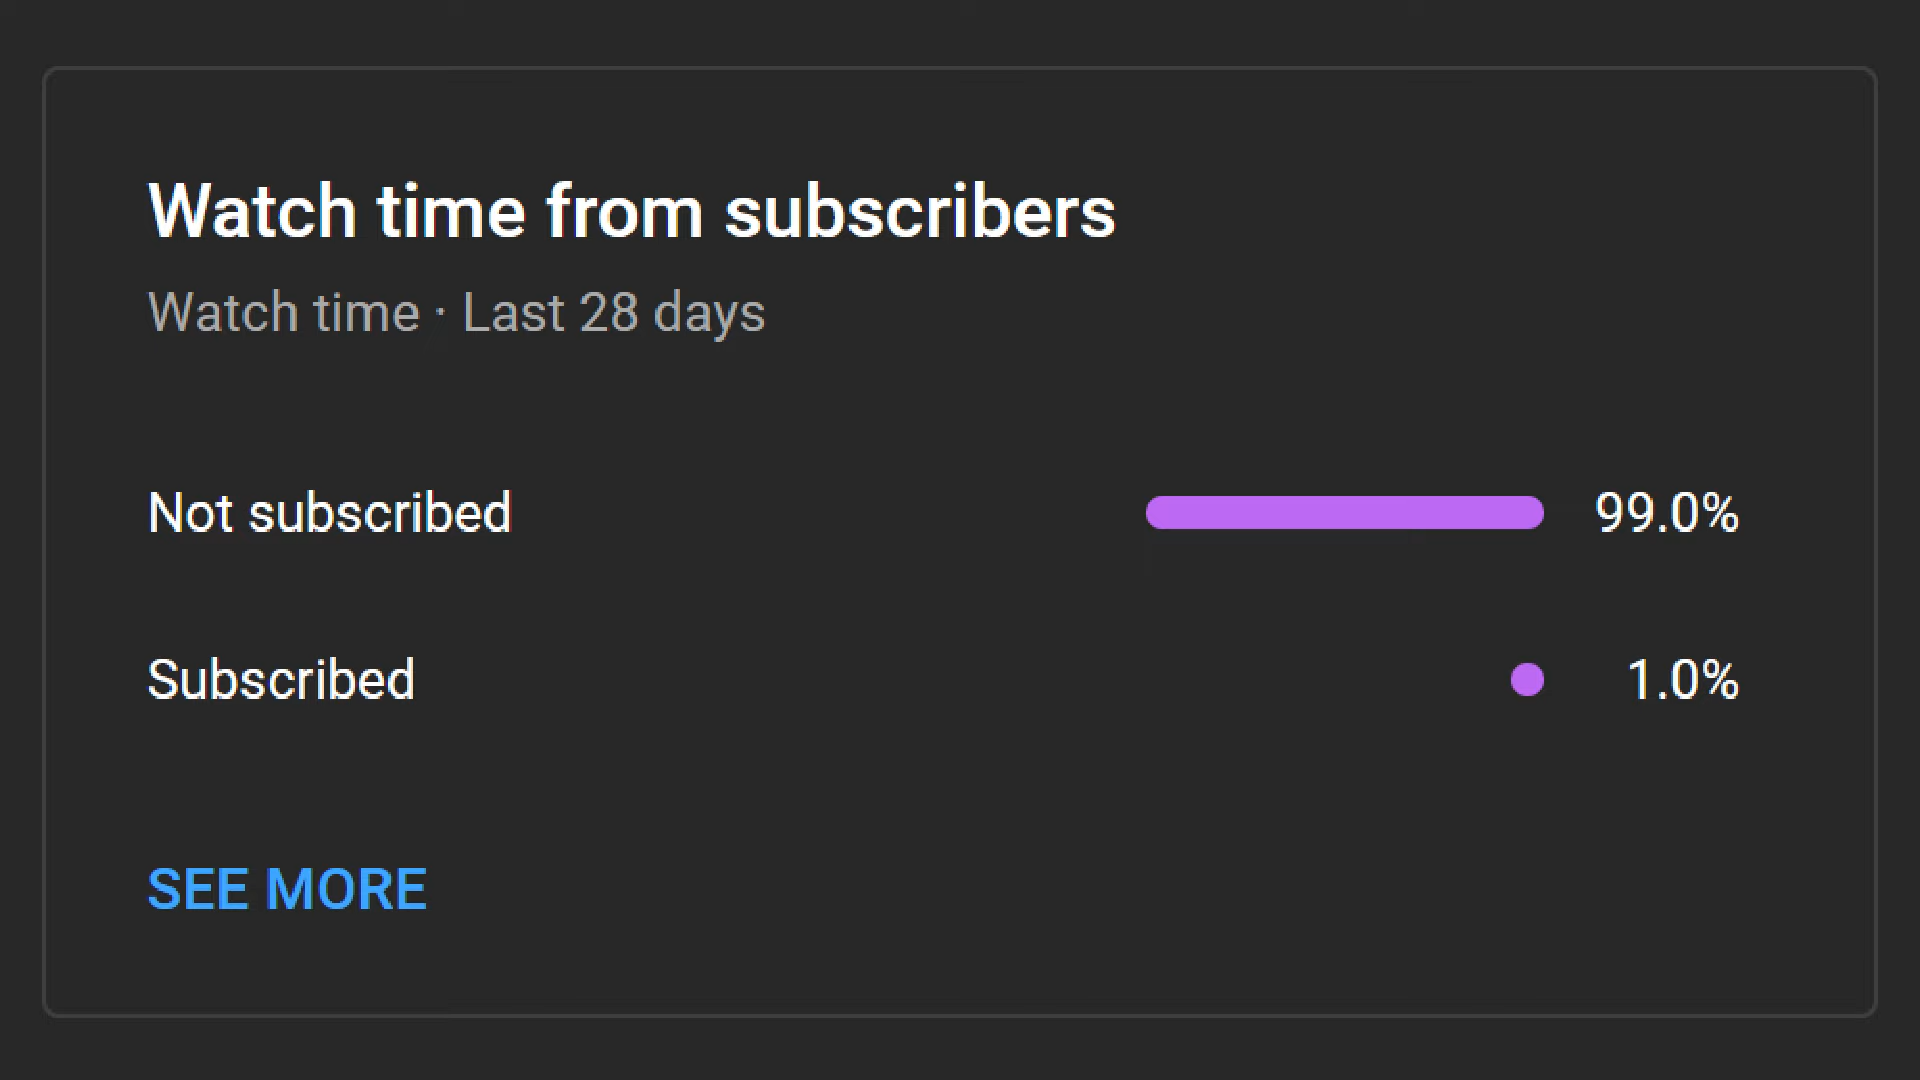 Watch time from subscribers
Watch time · Last 28 days
Not subscribed 99.0%
Subscribed 1.0%
SEE MORE